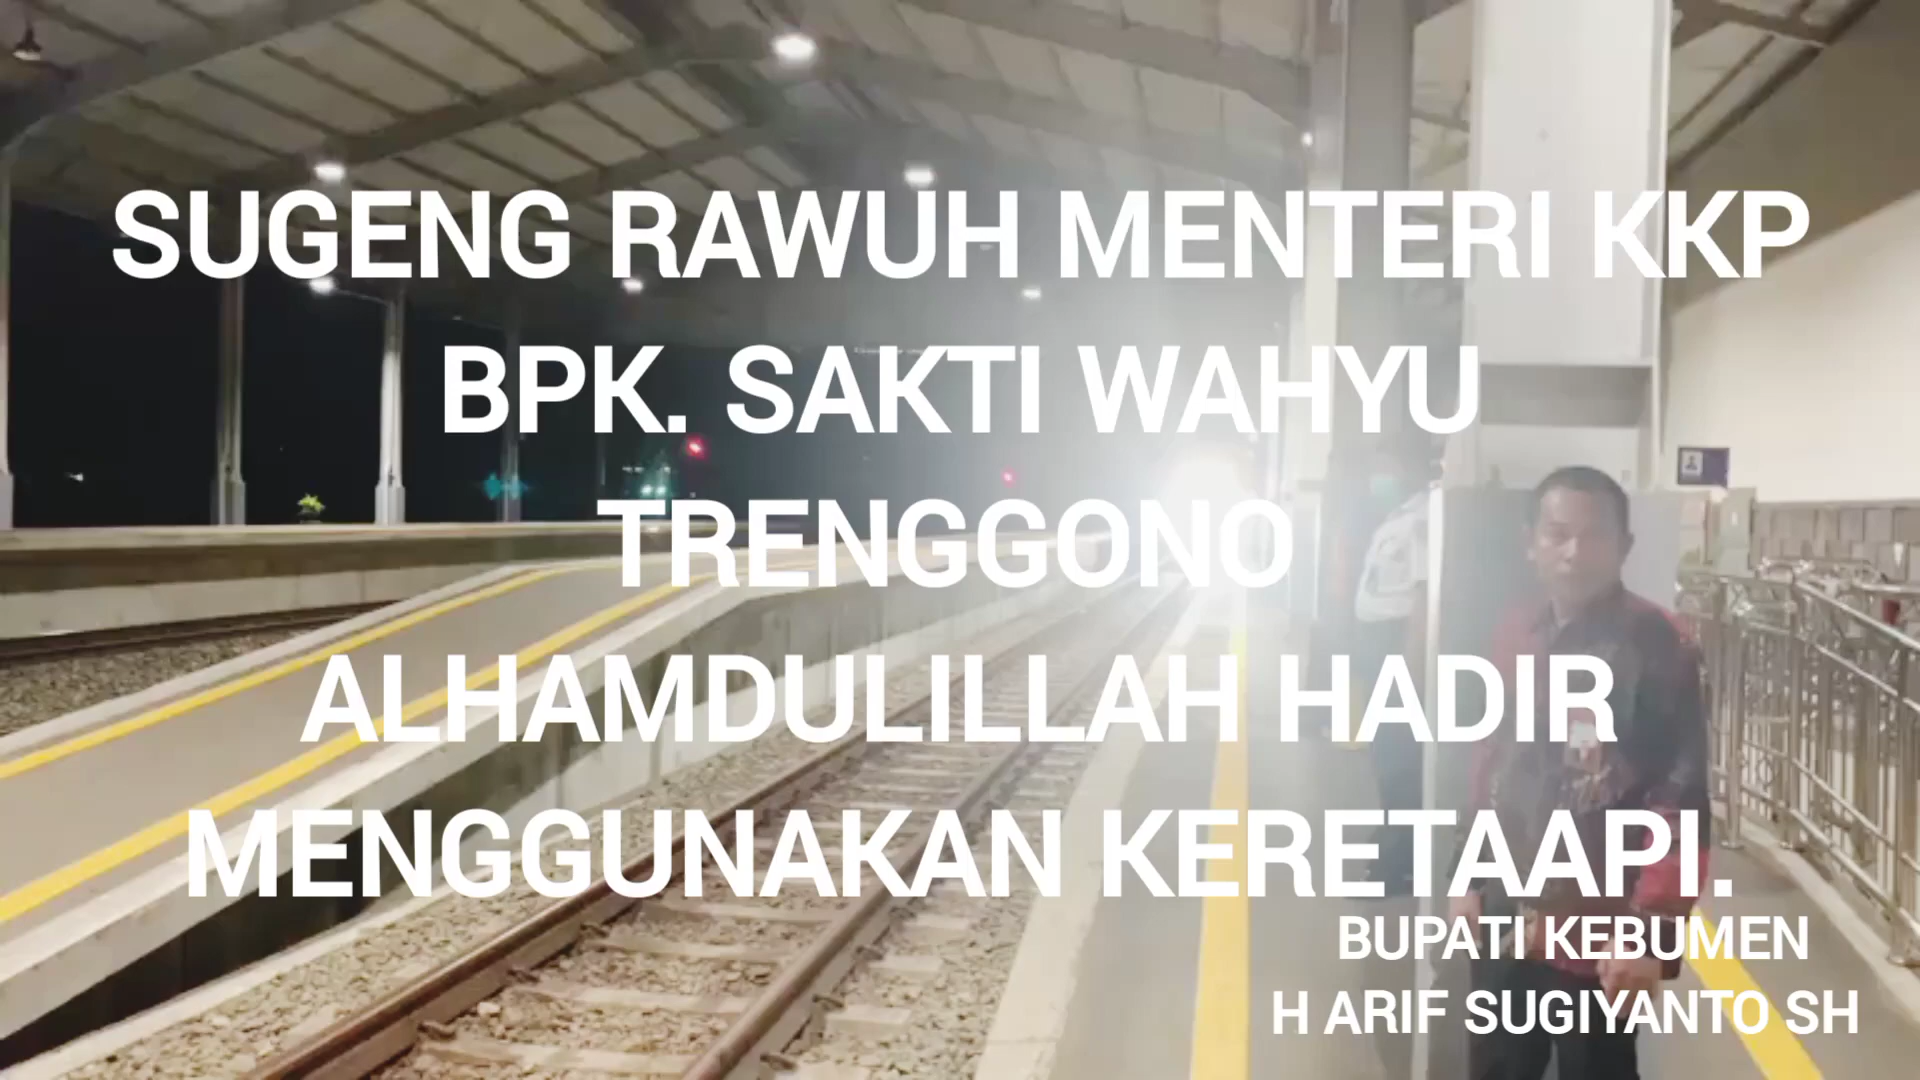 SUGENG RAWUH MENTERI KKP
BPK. SAKTI WAHYU
TRENGGONO
ALHAMDULILLAH HADIR
MENGGUNAKAN KERETAAPI.
BUPATI KEBUMEN
H ARIF SUGIYANTO SH